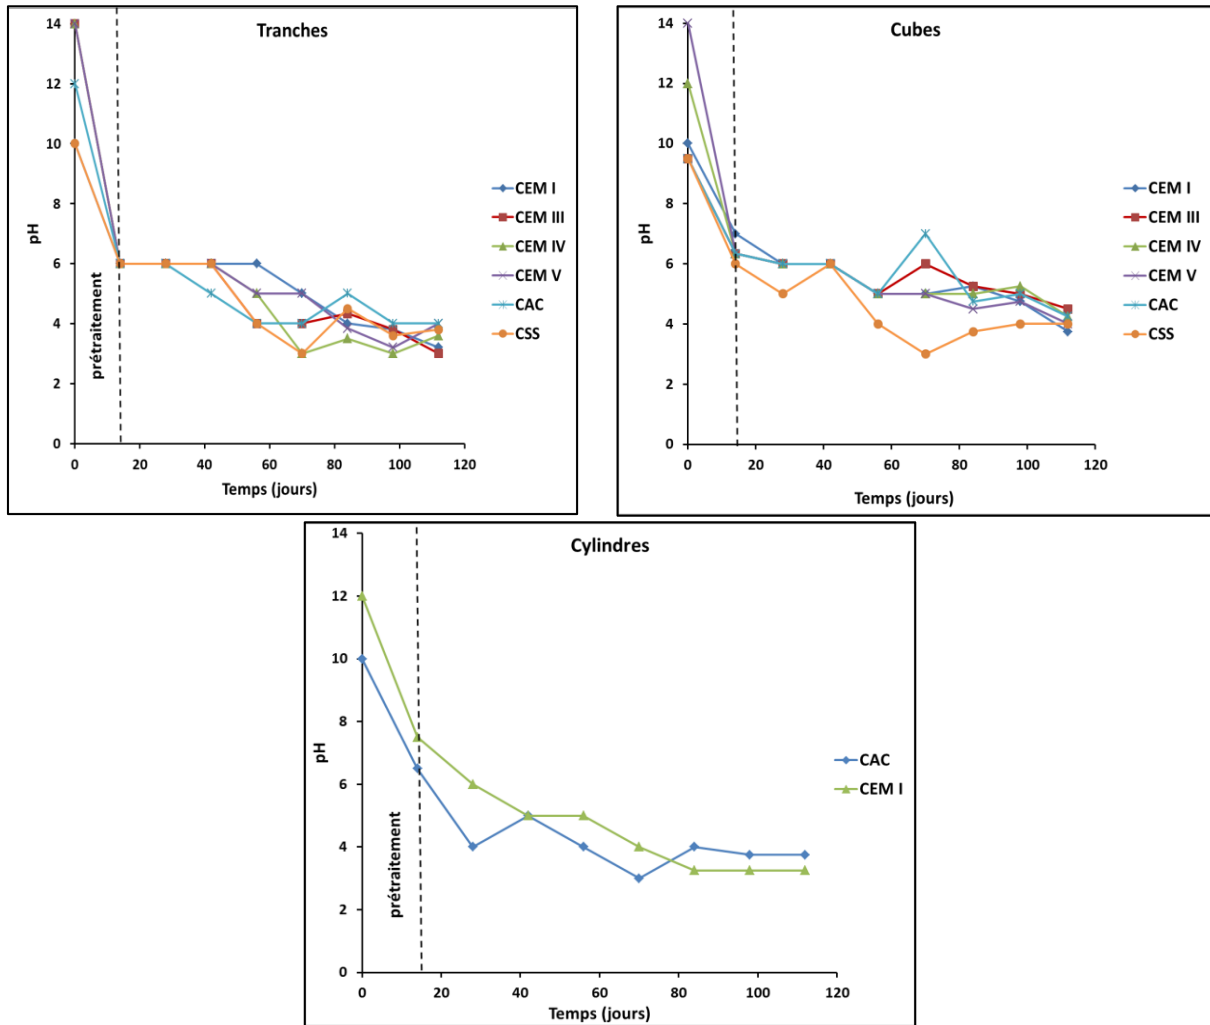 Tranches
14
12
10
8
6
4
2
0
pH
prétraitement
0 20 40 60 80 100 120
Temps (jours)
CEM I
CEM III
CEM IV
CEM V
CAC
CSS
Cubes
14
12
10
8
6
4
2
0
pH
0 20 40 60 80 100 120
Temps (jours)
CEM I
CEM III
CEM IV
CEM V
CAC
CSS
Cylindres
14
12
10
8
6
4
2
0
pH
prétraitement
0 20 40 60 80 100 120
Temps (jours)
CAC
CEM I